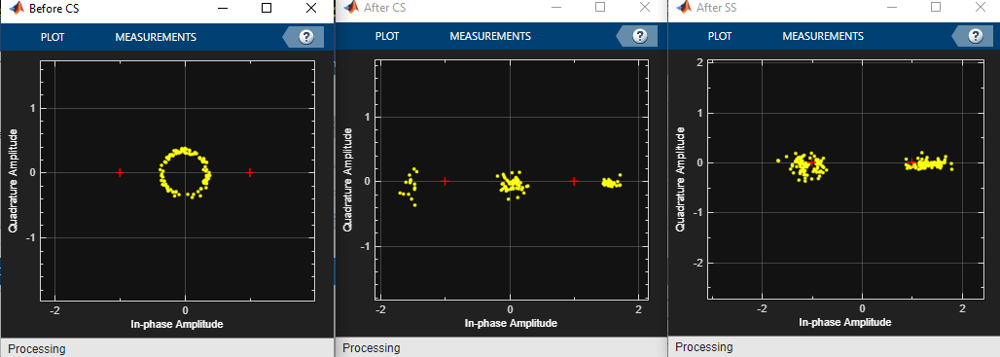 Before CS
PLOT MEASUREMENTS ?
Quadrature Amplitude
1
0
-1
-2 0
In-phase Amplitude
Processing
After CS
PLOT MEASUREMENTS ?
Quadrature Amplitude
1
0
-1
-2 0 2
In-phase Amplitude
Processing
After SS
PLOT MEASUREMENTS ?
Quadrature Amplitude
2
1
0
-1
-2
-2 0 2
In-phase Amplitude
Processing